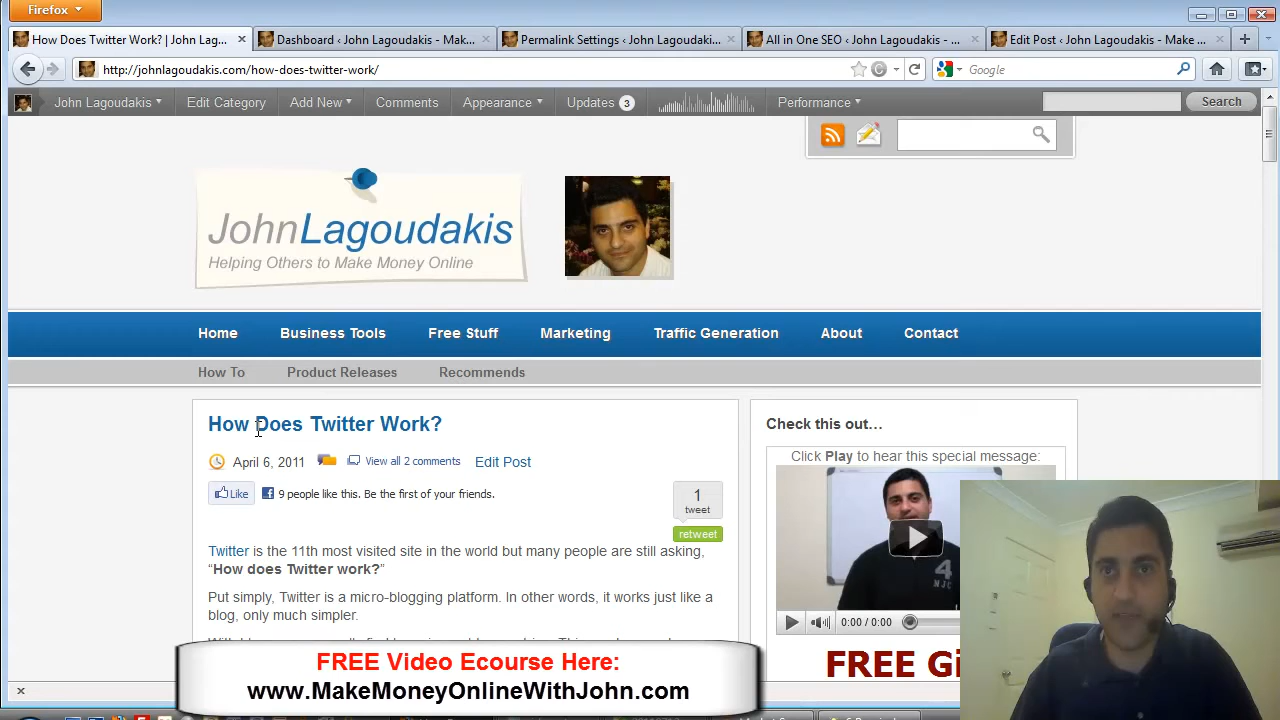 Firefox
How Does Twitter Work? | John Lag...
Dashboard ‹ John Lagoudakis - Mak...
Permalink Settings ‹ John Lagoudaki...
All in One SEO ‹ John Lagoudakis - ...
Edit Post ‹ John Lagoudakis - Make ...
http://johnlagoudakis.com/how-does-twitter-work/
Google
John Lagoudakis
Edit Category
Add New
Comments
Appearance
Updates 3
Performance
Search
JohnLagoudakis
Helping Others to Make Money Online
Home
Business Tools
Free Stuff
Marketing
Traffic Generation
About
Contact
How To
Product Releases
Recommends
How Does Twitter Work?
April 6, 2011
View all 2 comments
Edit Post
Like
9 people like this. Be the first of your friends.
1
tweet
retweet
Twitter is the 11th most visited site in the world but many people are still asking,
“How does Twitter work?”
Put simply, Twitter is a micro-blogging platform. In other words, it works just like a
blog, only much simpler.
Check this out…
Click Play to hear this special message:
4
NJC
0:00 / 0:00
FREE Gi
FREE Video Ecourse Here:
www.MakeMoneyOnlineWithJohn.com